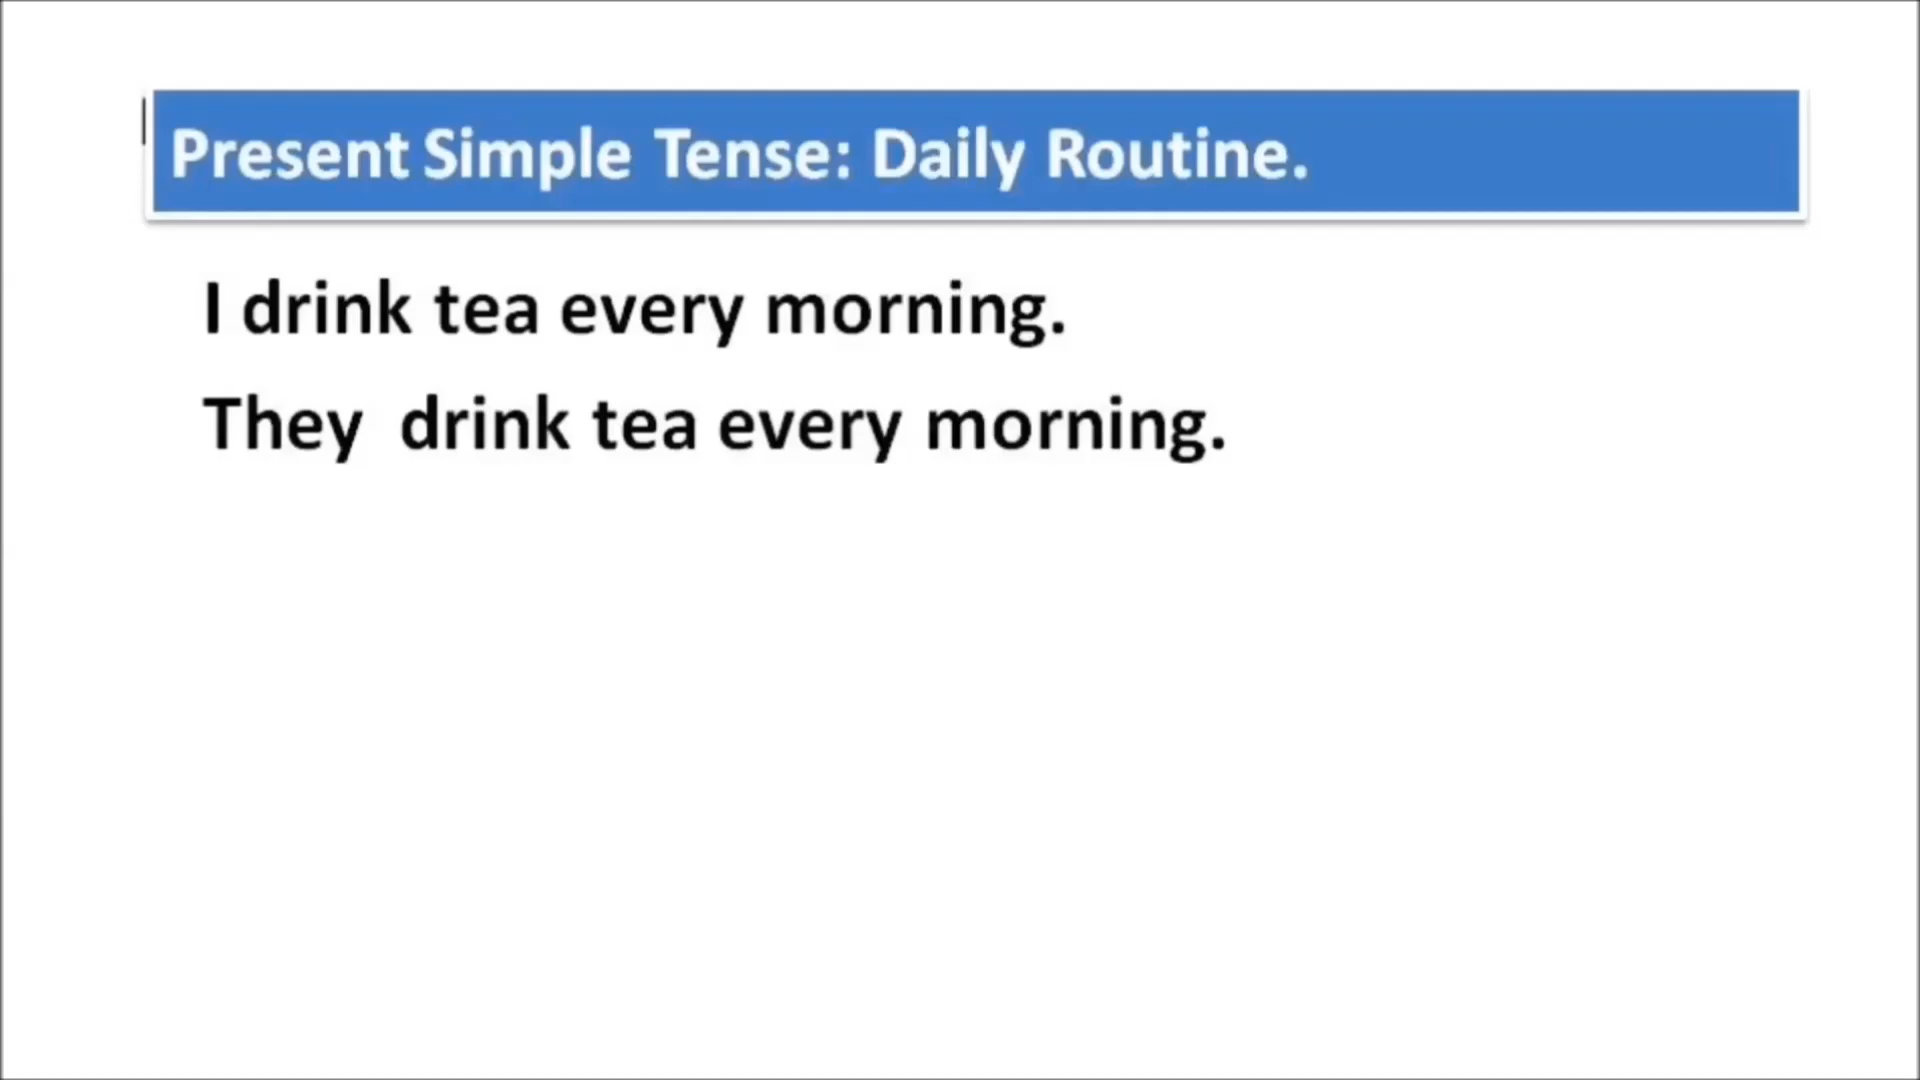 Present Simple Tense: Daily Routine.
I drink tea every morning.
They drink tea every morning.